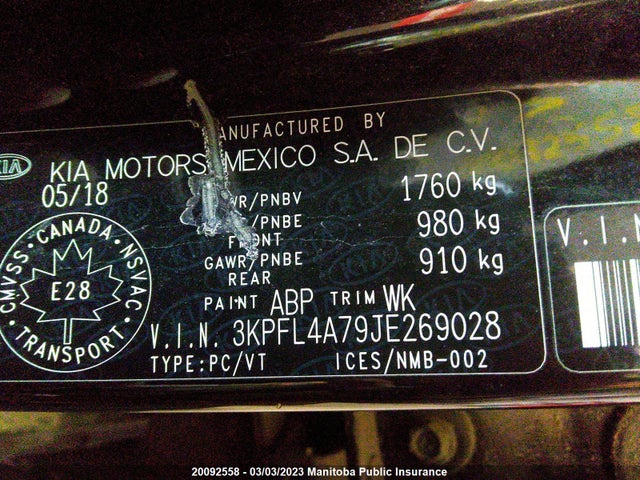 ANUFACTURED BY
KIA
KIA MOTORS MEXICO S.A. DE C.V.
05/18
WR/PNBV 1760 kg
/PNBE 980 kg
FRONT
GAWR/PNBE 910 kg
REAR
PAINT ABP TRIM WK
V.I.N. 3KPFL4A79JE269028
TYPE:PC/VT ICES/NMB-002
CANADA · NSVAC · TRANSPORT · CMVSS
E28
V.I.N
20092558 - 03/03/2023 Manitoba Public Insurance